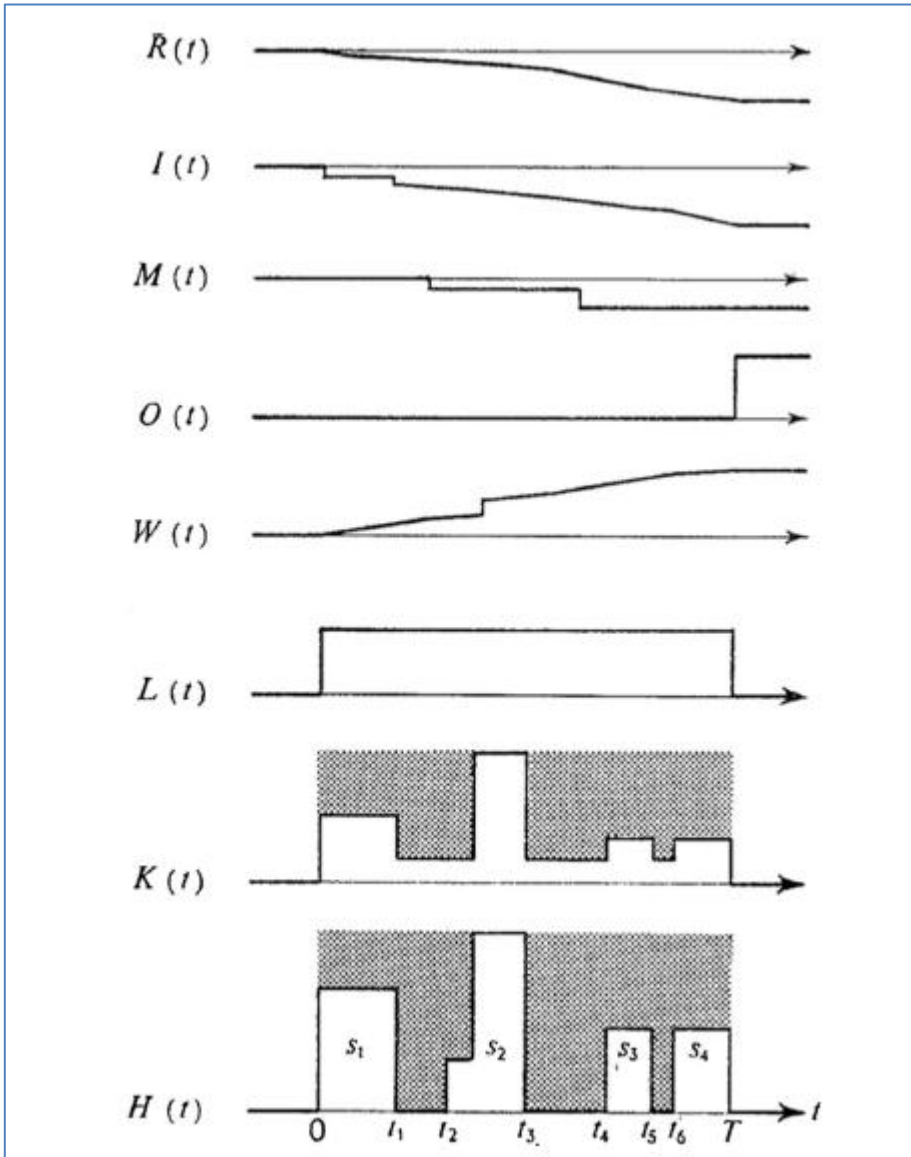 R (t)
I (t)
M (t)
O (t)
W (t)
L (t)
K (t)
S1 S2 S3 S4
H (t) t
0 t1 t2 t3 t4 t5 t6 T